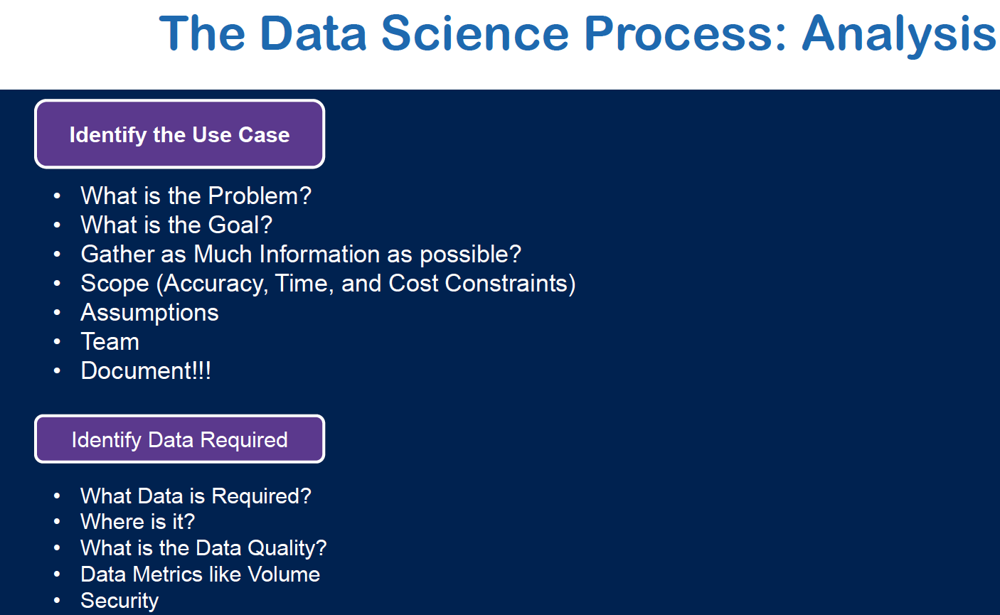 The Data Science Process: Analysis
Identify the Use Case
• What is the Problem?
• What is the Goal?
• Gather as Much Information as possible?
• Scope (Accuracy, Time, and Cost Constraints)
• Assumptions
• Team
• Document!!!
Identify Data Required
• What Data is Required?
• Where is it?
• What is the Data Quality?
• Data Metrics like Volume
• Security